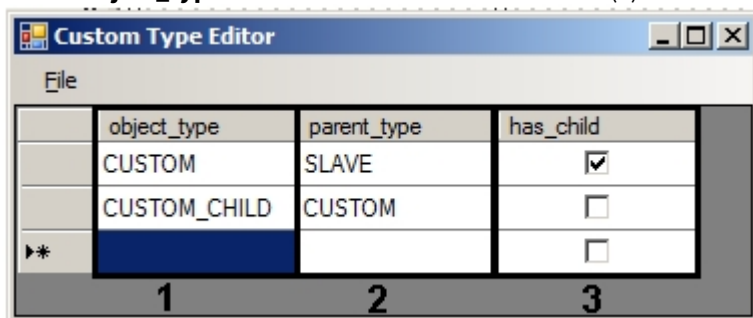 Custom Type Editor
File
object_type parent_type has_child
CUSTOM SLAVE
CUSTOM_CHILD CUSTOM
1 2 3